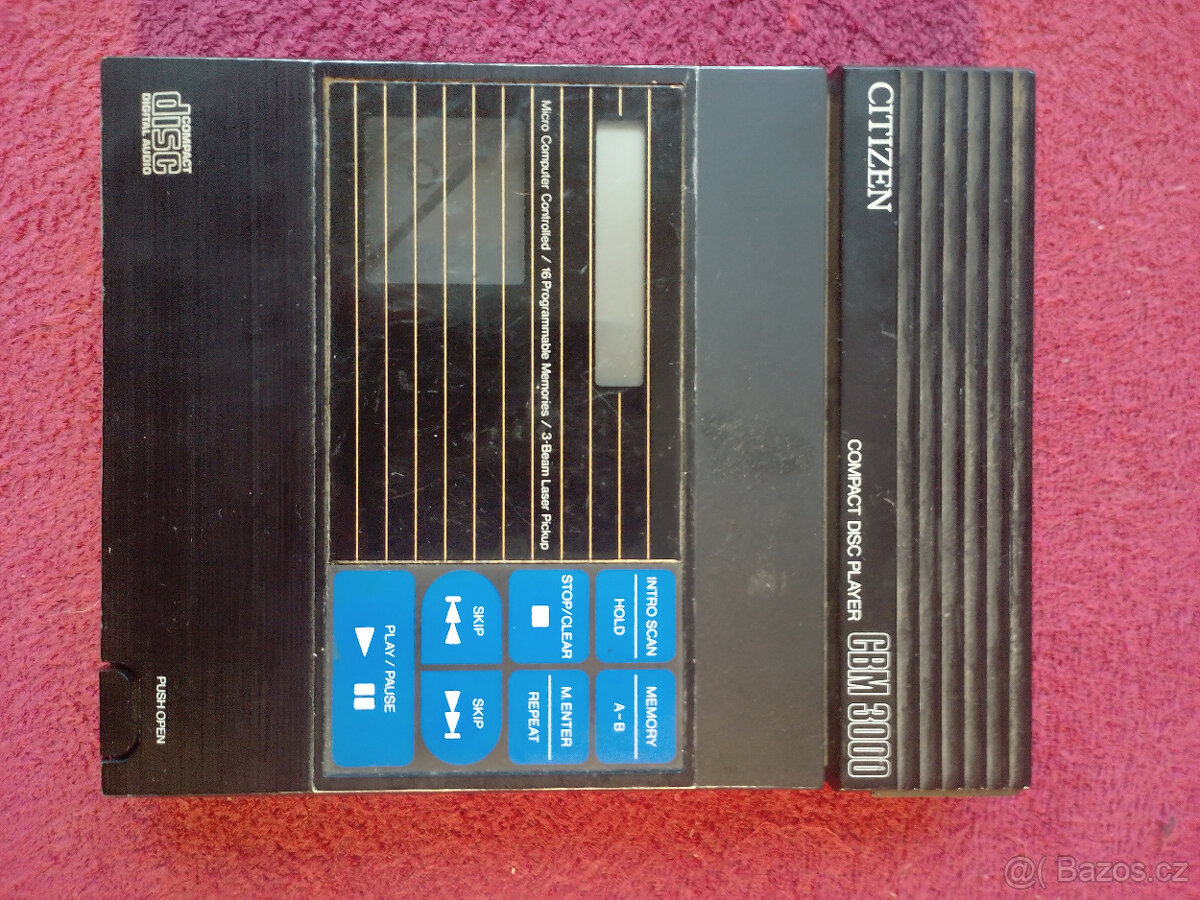 CITIZEN
COMPACT DISC PLAYER CBM 3000
INTRO SCAN
HOLD
MEMORY
A-B
Micro Computer Controlled / 16 Programmable Memories / 3-Beam Laser Pickup
STOP/CLEAR
M.ENTER
REPEAT
SKIP
SKIP
PLAY / PAUSE
COMPACT
disc
DIGITAL AUDIO
PUSH OPEN
@( Bazos.cz